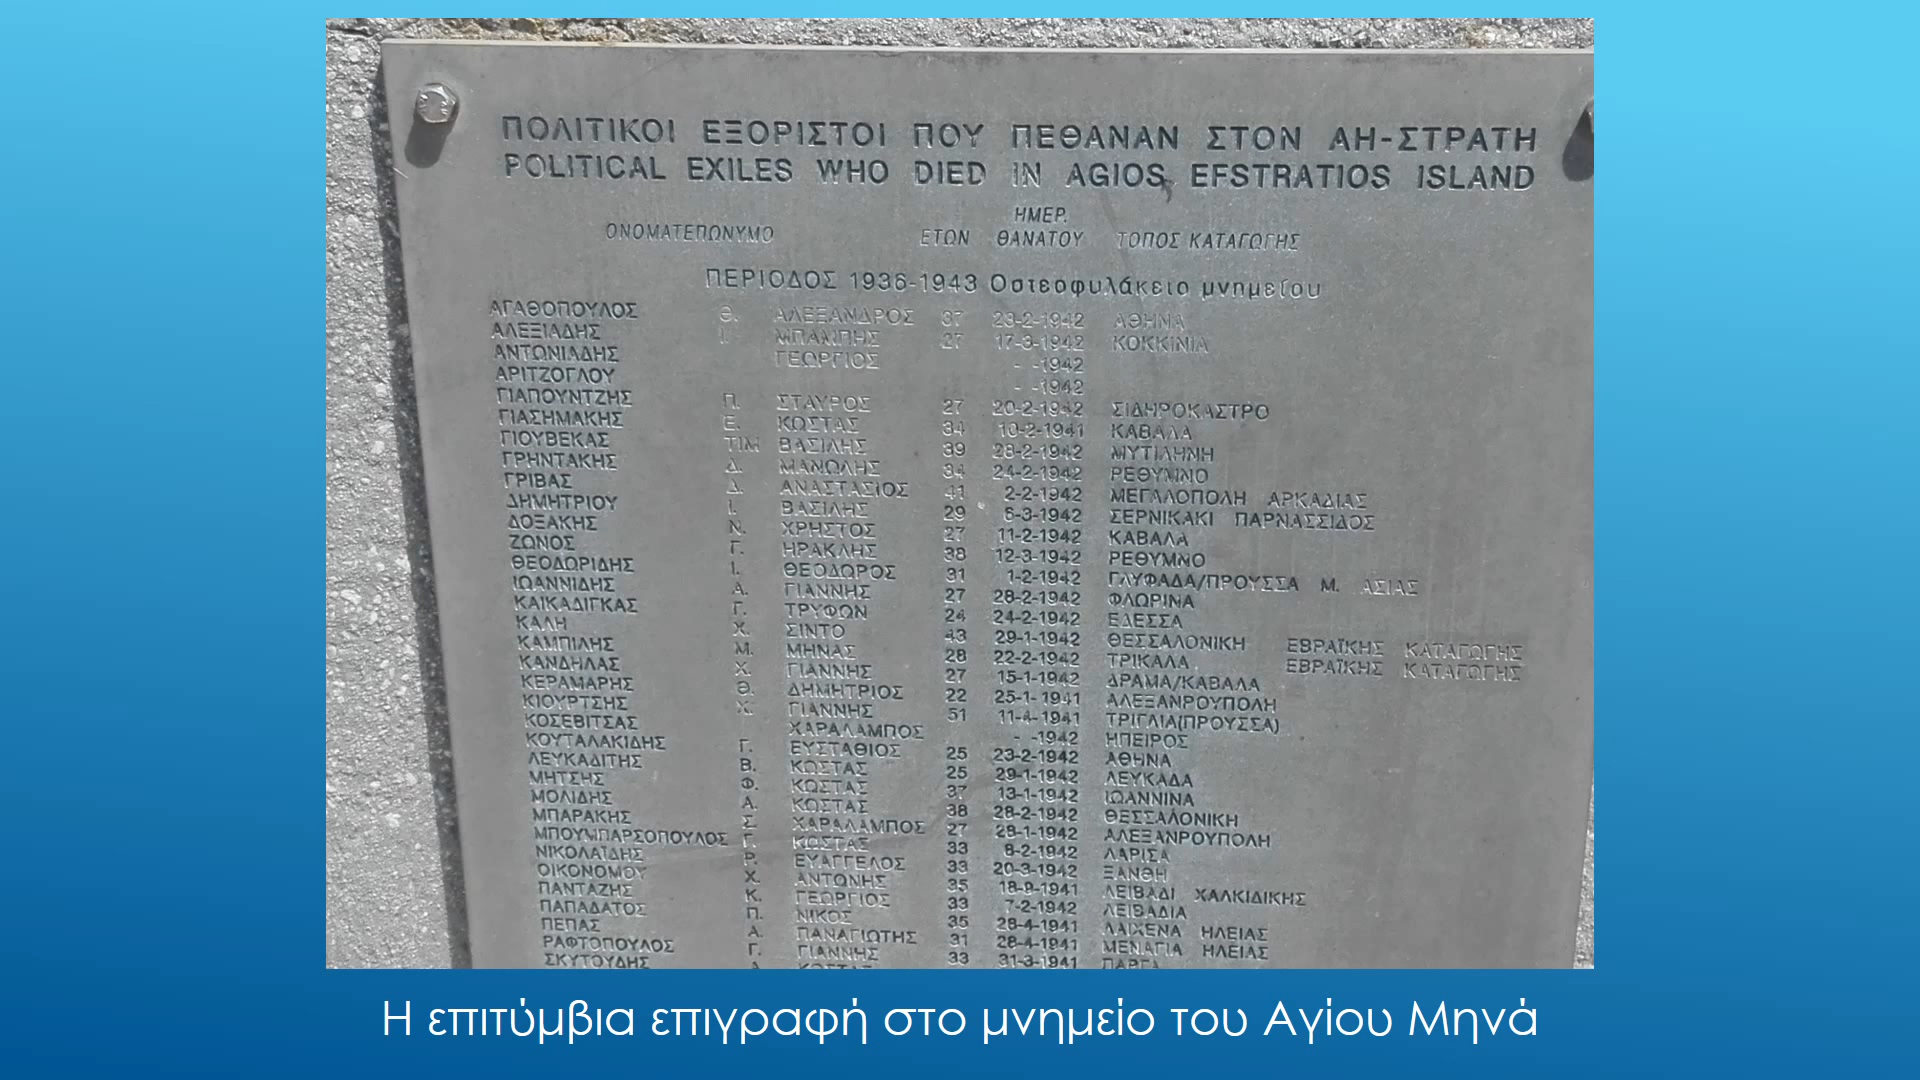 ΠΟΛΙΤΙΚΟΙ ΕΞΟΡΙΣΤΟΙ ΠΟΥ ΠΕΘΑΝΑΝ ΣΤΟΝ ΑΗ-ΣΤΡΑΤΗ
POLITICAL EXILES WHO DIED IN AGIOS EFSTRATIOS ISLAND
ΟΝΟΜΑΤΕΠΩΝΥΜΟ ΕΤΩΝ ΗΜΕΡ. ΘΑΝΑΤΟΥ ΤΟΠΟΣ ΚΑΤΑΓΩΓΗΣ
ΠΕΡΙΟΔΟΣ 1936-1943 Οστεοφυλάκειο μνημείου
ΑΓΑΘΟΠΟΥΛΟΣ Θ. ΑΛΕΞΑΝΔΡΟΣ 37 23-2-1942 ΑΘΗΝΑ
ΑΛΕΞΙΑΔΗΣ Ι. ΜΠΑΜΠΗΣ 27 17-3-1942 ΚΟΚΚΙΝΙΑ
ΑΝΤΩΝΙΑΔΗΣ ΓΕΩΡΓΙΟΣ - -1942
ΑΡΙΤΖΟΓΛΟΥ - -1942
ΓΙΑΠΟΥΝΤΖΗΣ Π. ΣΤΑΥΡΟΣ 27 20-2-1942 ΣΙΔΗΡΟΚΑΣΤΡΟ
ΓΙΑΣΗΜΑΚΗΣ Ε. ΚΩΣΤΑΣ 34 10-2-1941 ΚΑΒΑΛΑ
ΓΙΟΥΒΕΚΑΣ ΤΙΜ ΒΑΣΙΛΗΣ 39 28-2-1942 ΜΥΤΙΛΗΝΗ
ΓΡΗΝΤΑΚΗΣ Δ. ΜΑΝΩΛΗΣ 34 24-2-1942 ΡΕΘΥΜΝΟ
ΓΡΙΒΑΣ Δ. ΑΝΑΣΤΑΣΙΟΣ 41 2-2-1942 ΜΕΓΑΛΟΠΟΛΗ ΑΡΚΑΔΙΑΣ
ΔΗΜΗΤΡΙΟΥ Ι. ΒΑΣΙΛΗΣ 29 6-3-1942 ΣΕΡΝΙΚΑΚΙ ΠΑΡΝΑΣΣΙΔΟΣ
ΔΟΞΑΚΗΣ Ν. ΧΡΗΣΤΟΣ 27 11-2-1942 ΚΑΒΑΛΑ
ΖΩΝΟΣ Γ. ΗΡΑΚΛΗΣ 38 12-3-1942 ΡΕΘΥΜΝΟ
ΘΕΟΔΩΡΙΔΗΣ Ι. ΘΕΟΔΩΡΟΣ 31 1-2-1942 ΓΛΥΦΑΔΑ/ΠΡΟΥΣΣΑ Μ. ΑΣΙΑΣ
ΙΩΑΝΝΙΔΗΣ Α. ΓΙΑΝΝΗΣ 27 28-2-1942 ΦΛΩΡΙΝΑ
ΚΑΙΚΑΔΙΓΚΑΣ Γ. ΤΡΥΦΩΝ 24 24-2-1942 ΕΔΕΣΣΑ
ΚΑΛΗ Χ. ΣΙΝΤΟ 43 29-1-1942 ΘΕΣΣΑΛΟΝΙΚΗ ΕΒΡΑΪΚΗΣ ΚΑΤΑΓΩΓΗΣ
ΚΑΜΠΙΛΗΣ Μ. ΜΗΝΑΣ 28 22-2-1942 ΤΡΙΚΑΛΑ ΕΒΡΑΪΚΗΣ ΚΑΤΑΓΩΓΗΣ
ΚΑΝΔΗΛΑΣ Χ. ΓΙΑΝΝΗΣ 27 15-1-1942 ΔΡΑΜΑ/ΚΑΒΑΛΑ
ΚΕΡΑΜΑΡΗΣ Θ. ΔΗΜΗΤΡΙΟΣ 22 25-1-1941 ΑΛΕΞΑΝΡΟΥΠΟΛΗ
ΚΙΟΥΡΤΣΗΣ Χ. ΓΙΑΝΝΗΣ 51 11-4-1941 ΤΡΙΓΛΙΑ(ΠΡΟΥΣΣΑ)
ΚΟΣΕΒΙΤΣΑΣ ΧΑΡΑΛΑΜΠΟΣ - -1942 ΗΠΕΙΡΟΣ
ΚΟΥΤΑΛΑΚΙΔΗΣ Γ. ΕΥΣΤΑΘΙΟΣ 25 23-2-1942 ΑΘΗΝΑ
ΛΕΥΚΑΔΙΤΗΣ Β. ΚΩΣΤΑΣ 25 29-1-1942 ΛΕΥΚΑΔΑ
ΜΗΤΣΗΣ Φ. ΚΩΣΤΑΣ 37 13-1-1942 ΙΩΑΝΝΙΝΑ
ΜΟΛΙΔΗΣ Α. ΚΩΣΤΑΣ 38 28-2-1942 ΘΕΣΣΑΛΟΝΙΚΗ
ΜΠΑΡΑΚΗΣ Σ. ΧΑΡΑΛΑΜΠΟΣ 27 28-1-1942 ΑΛΕΞΑΝΡΟΥΠΟΛΗ
ΜΠΟΥΜΠΑΡΣΟΠΟΥΛΟΣ Γ. ΚΩΣΤΑΣ 33 8-2-1942 ΛΑΡΙΣΑ
ΝΙΚΟΛΑΪΔΗΣ Ρ. ΕΥΑΓΓΕΛΟΣ 33 20-3-1942 ΞΑΝΘΗ
ΟΙΚΟΝΟΜΟΥ Χ. ΑΝΤΩΝΗΣ 35 18-9-1941 ΛΕΙΒΑΔΙ ΧΑΛΚΙΔΙΚΗΣ
ΠΑΝΤΑΖΗΣ Κ. ΓΕΩΡΓΙΟΣ 33 7-2-1942 ΛΕΙΒΑΔΙΑ
ΠΑΠΑΔΑΤΟΣ Π. ΝΙΚΟΣ 35 28-4-1941 ΗΛΕΙΑΣ
ΠΕΠΑΣ Α. ΠΑΝΑΓΙΩΤΗΣ 31 28-4-1941 ΜΕΝΑΓΙΑ ΗΛΕΙΑΣ
ΡΑΦΤΟΠΟΥΛΟΣ Γ. ΓΙΑΝΝΗΣ 33 31-3-1941 ΠΑΡΓΑ
ΣΚΥΤΟΥΔΗΣ Α. ΚΩΣΤΑΣ
Η επιτύμβια επιγραφή στο μνημείο του Αγίου Μηνά